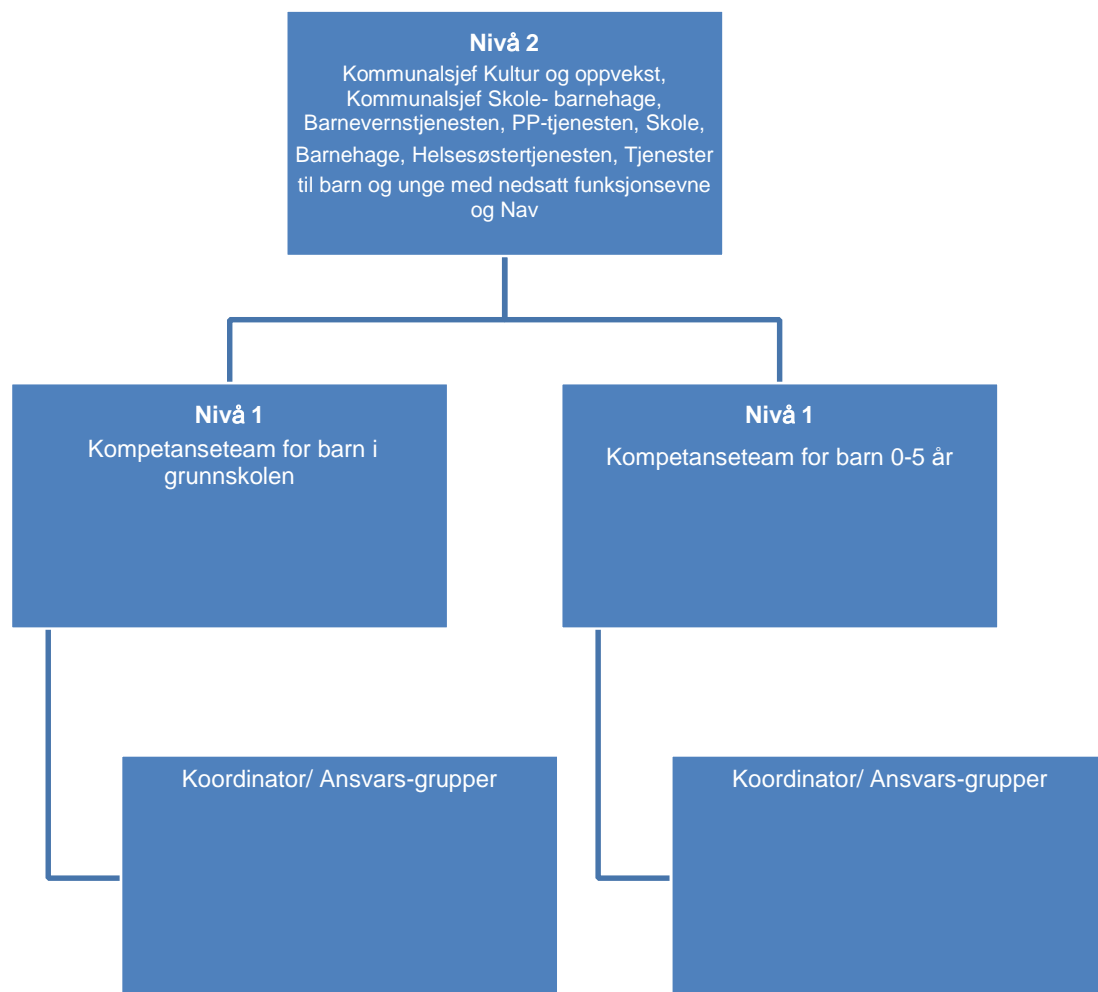 Nivå 2
Kommunalsjef Kultur og oppvekst,
Kommunalsjef Skole- barnehage,
Barnevernstjenesten, PP-tjenesten, Skole,
Barnehage, Helsesøstertjenesten, Tjenester
til barn og unge med nedsatt funksjonsevne
og Nav
Nivå 1
Kompetanseteam for barn i
grunnskolen
Nivå 1
Kompetanseteam for barn 0-5 år
Koordinator/ Ansvars-grupper
Koordinator/ Ansvars-grupper